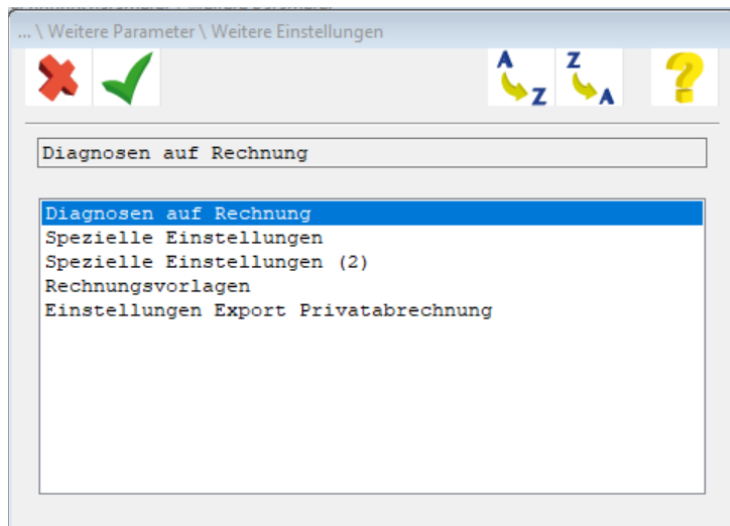 ... \ Weitere Parameter \ Weitere Einstellungen
A Z
Z A
?
Diagnosen auf Rechnung
Diagnosen auf Rechnung
Spezielle Einstellungen
Spezielle Einstellungen (2)
Rechnungsvorlagen
Einstellungen Export Privatabrechnung